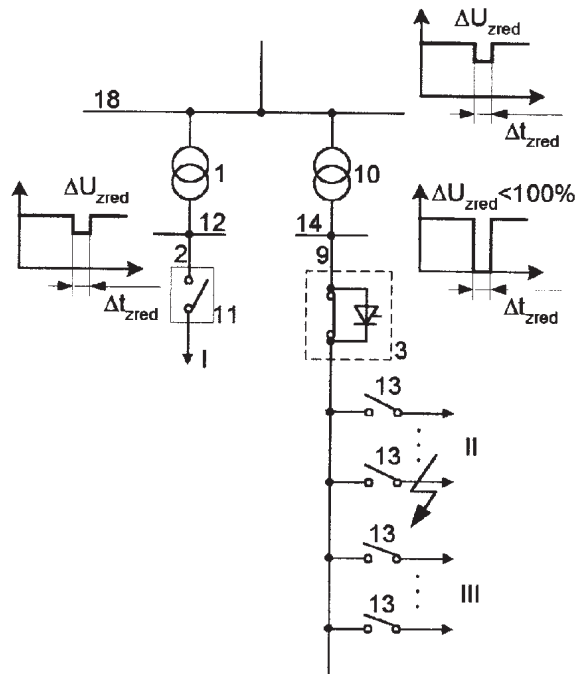 ΔU_zred
18
Δt_zred
1
10
ΔU_zred
ΔU_zred<100%
12
14
2
9
Δt_zred
11
Δt_zred
3
I
13
II
13
13
III
13